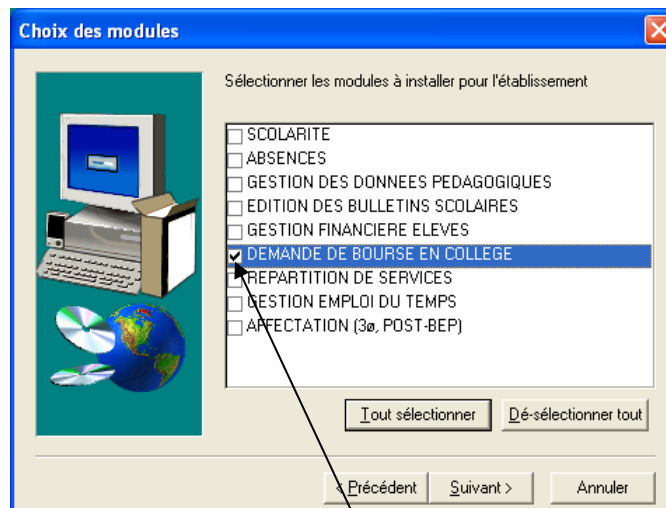 Choix des modules
Sélectionner les modules à installer pour l'établissement
SCOLARITE
ABSENCES
GESTION DES DONNEES PEDAGOGIQUES
EDITION DES BULLETINS SCOLAIRES
GESTION FINANCIERE ELEVES
DEMANDE DE BOURSE EN COLLEGE
REPARTITION DE SERVICES
GESTION EMPLOI DU TEMPS
AFFECTATION (3ø, POST-BEP)
Tout sélectionner Dé-sélectionner tout
< Précédent Suivant > Annuler